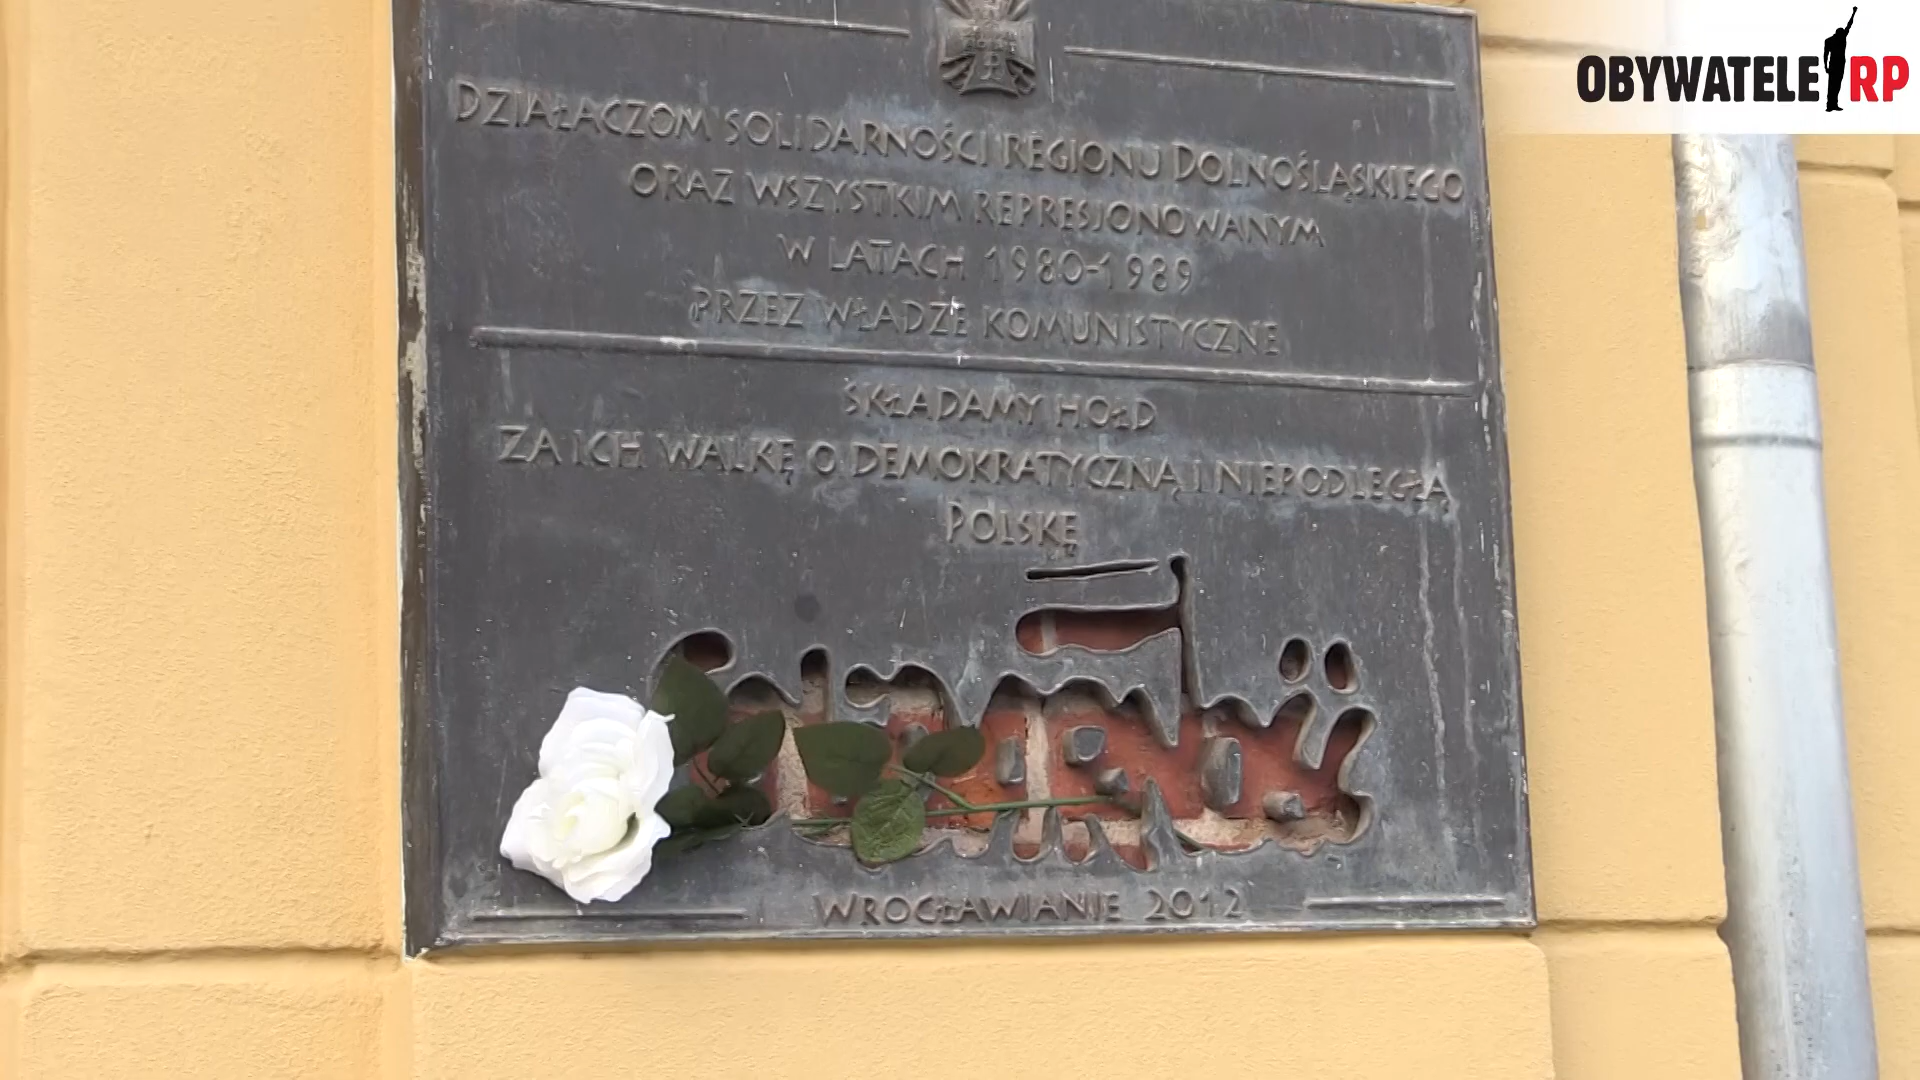 OBYWATELE RP
DZIAŁACZOM SOLIDARNOŚCI REGIONU DOLNOŚLĄSKIEGO
ORAZ WSZYSTKIM REPRESJONOWANYM
W LATACH 1980-1989
PRZEZ WŁADZE KOMUNISTYCZNE
SKŁADAMY HOŁD
ZA ICH WALKĘ O DEMOKRATYCZNĄ I NIEPODLEGŁĄ
POLSKĘ
Solidarność
WROCŁAWIANIE 2012